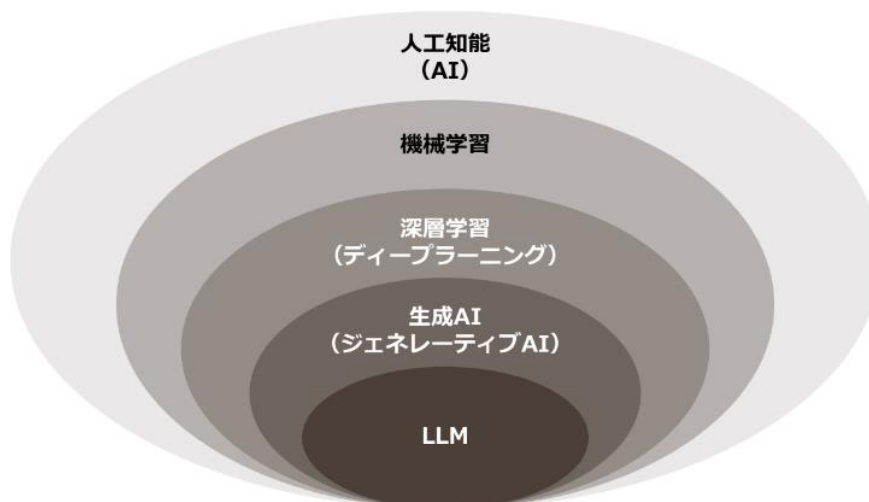 人工知能
（AI）
機械学習
深層学習
（ディープラーニング）
生成AI
（ジェネレーティブAI）
LLM